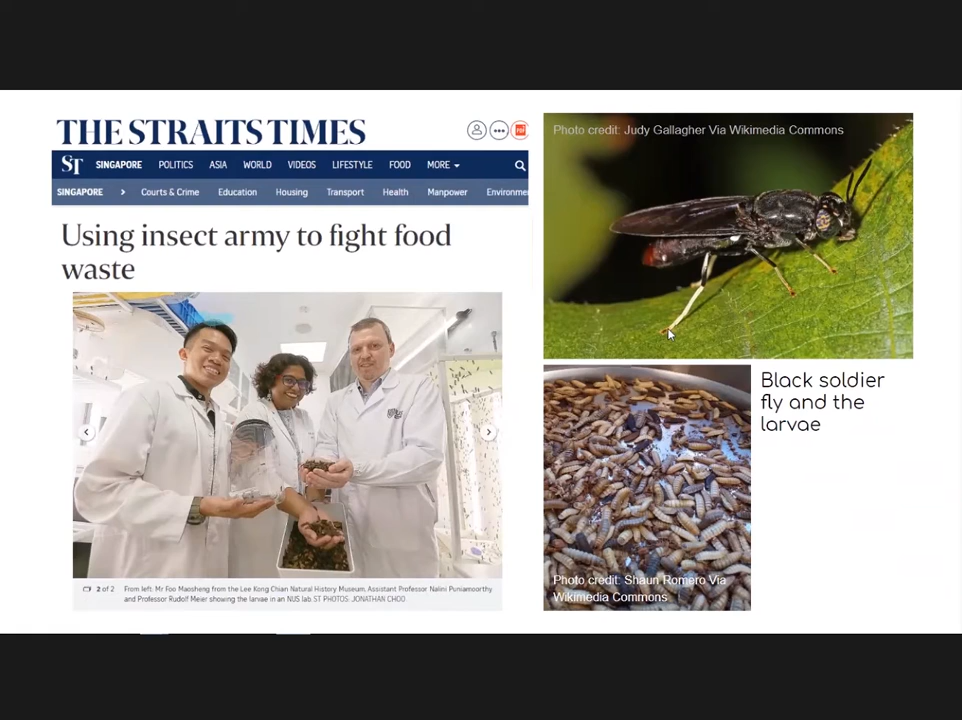 THE STRAITS TIMES
PDF
ST SINGAPORE POLITICS ASIA WORLD VIDEOS LIFESTYLE FOOD MORE
SINGAPORE > Courts & Crime Education Housing Transport Health Manpower Environme
Using insect army to fight food
waste
2 of 2 From left: Mr Foo Maosheng from the Lee Kong Chian Natural History Museum, Assistant Professor Nalini Puniamoorthy
and Professor Rudolf Meier showing the larvae in an NUS lab ST PHOTOS: JONATHAN CHOO
Photo credit: Judy Gallagher Via Wikimedia Commons
Black soldier
fly and the
larvae
Photo credit: Shaun Romero Via
Wikimedia Commons